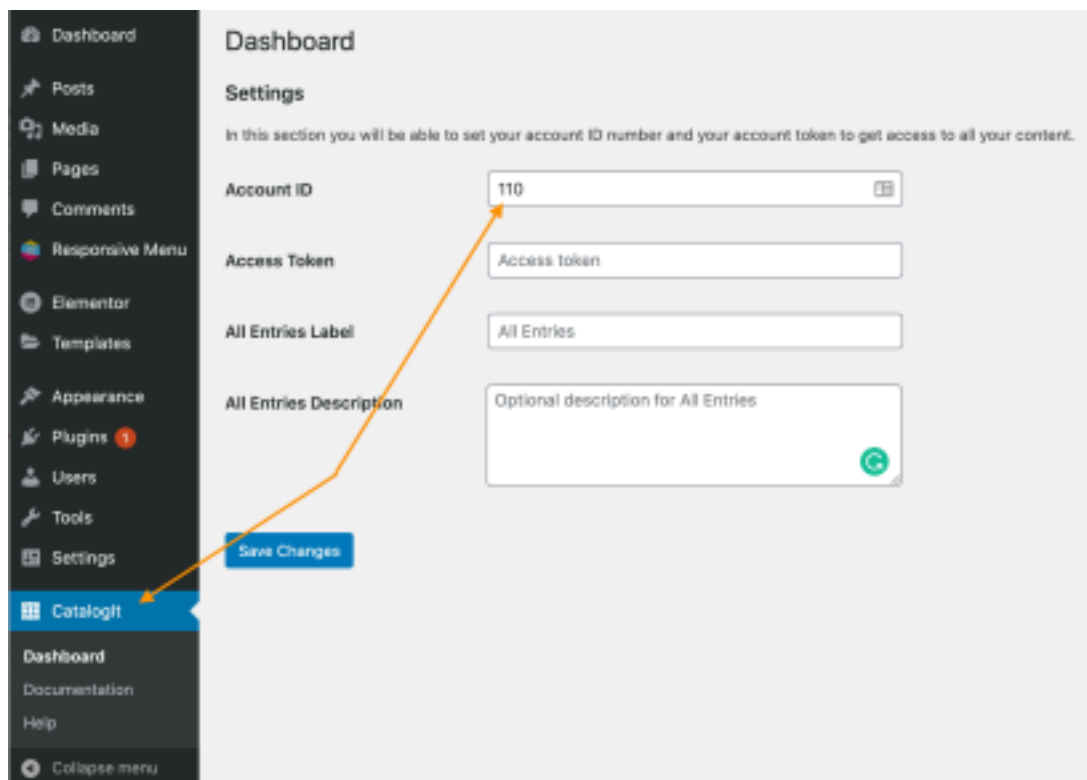 Dashboard
Posts
Media
Pages
Comments
Responsive Menu
Elementor
Templates
Appearance
Plugins 1
Users
Tools
Settings
CatalogIt
Dashboard
Documentation
Help
Collapse menu
Dashboard
Settings
In this section you will be able to set your account ID number and your account token to get access to all your content.
Account ID
110
Access Token
Access token
All Entries Label
All Entries
All Entries Description
Optional description for All Entries
Save Changes